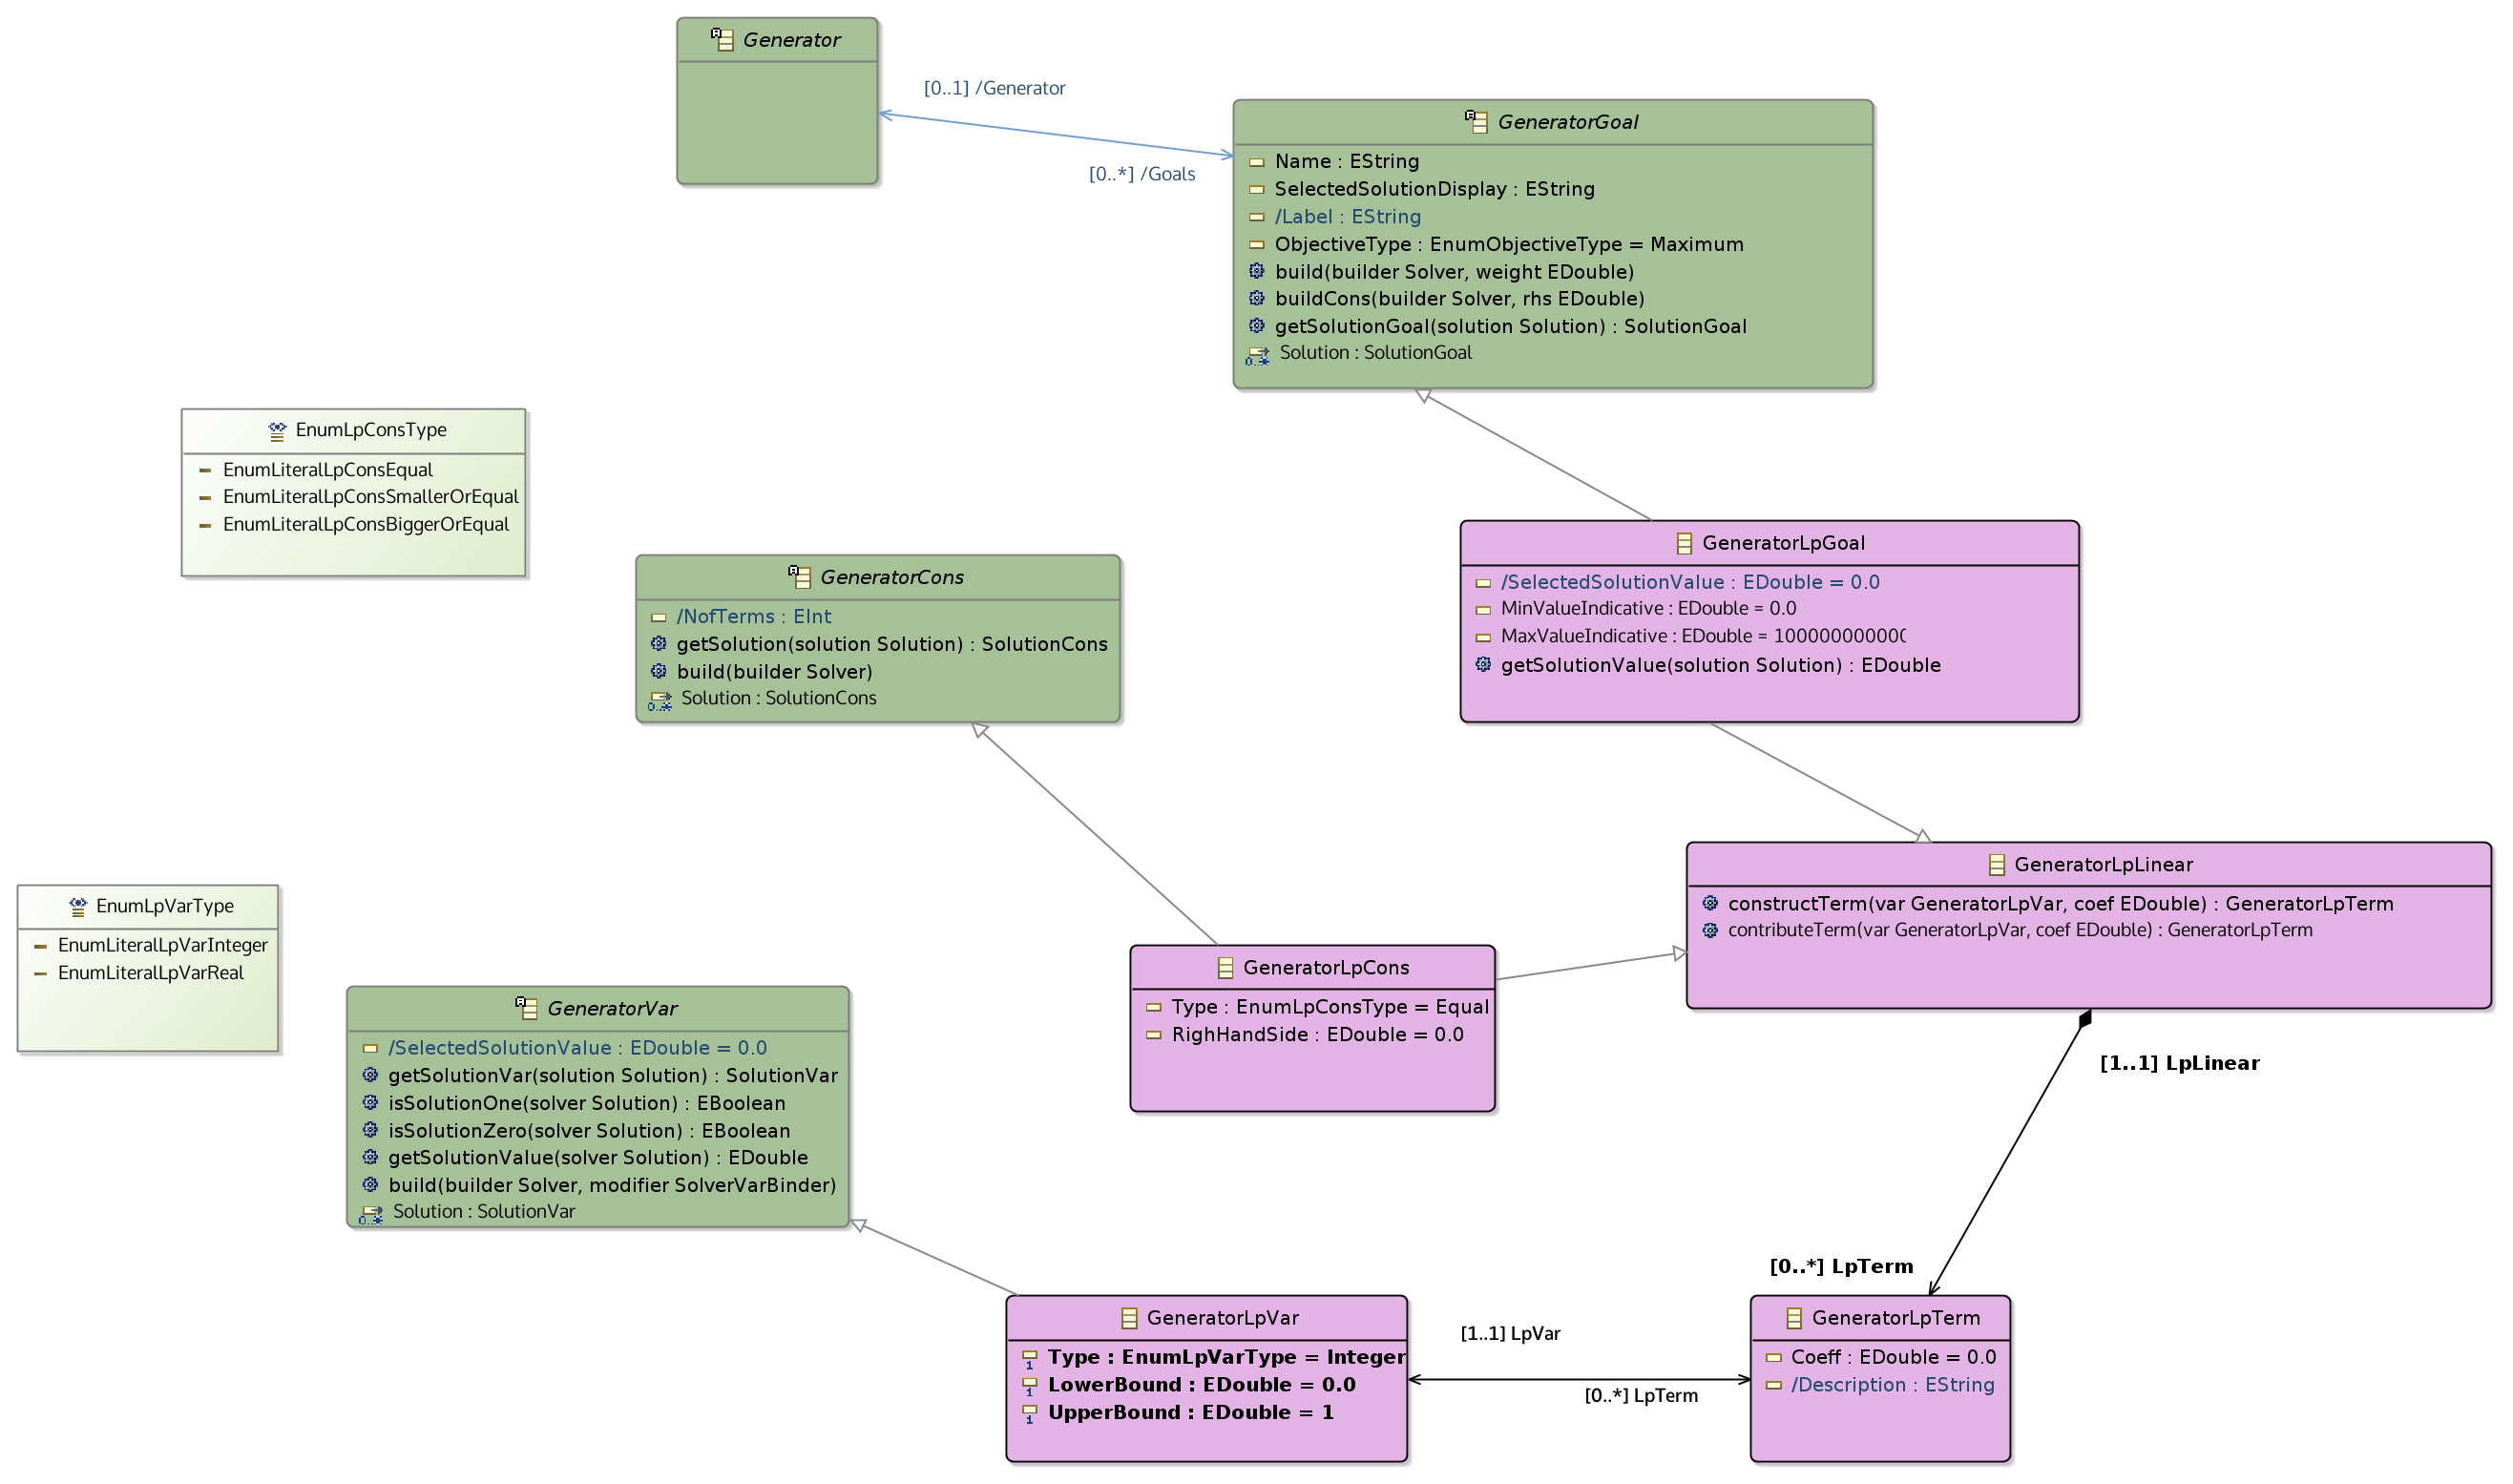 Generator
[0..1] /Generator
[0..*] /Goals
GeneratorGoal
Name : EString
SelectedSolutionDisplay : EString
/Label : EString
ObjectiveType : EnumObjectiveType = Maximum
build(builder Solver, weight EDouble)
buildCons(builder Solver, rhs EDouble)
getSolutionGoal(solution Solution) : SolutionGoal
0..* Solution : SolutionGoal
EnumLpConsType
EnumLiteralLpConsEqual
EnumLiteralLpConsSmallerOrEqual
EnumLiteralLpConsBiggerOrEqual
GeneratorLpGoal
/SelectedSolutionValue : EDouble = 0.0
MinValueIndicative : EDouble = 0.0
MaxValueIndicative : EDouble = 100000000000
getSolutionValue(solution Solution) : EDouble
GeneratorCons
/NofTerms : EInt
getSolution(solution Solution) : SolutionCons
build(builder Solver)
0..* Solution : SolutionCons
GeneratorLpLinear
constructTerm(var GeneratorLpVar, coef EDouble) : GeneratorLpTerm
contributeTerm(var GeneratorLpVar, coef EDouble) : GeneratorLpTerm
EnumLpVarType
EnumLiteralLpVarInteger
EnumLiteralLpVarReal
GeneratorLpCons
Type : EnumLpConsType = Equal
RighHandSide : EDouble = 0.0
GeneratorVar
/SelectedSolutionValue : EDouble = 0.0
getSolutionVar(solution Solution) : SolutionVar
isSolutionOne(solver Solution) : EBoolean
isSolutionZero(solver Solution) : EBoolean
getSolutionValue(solver Solution) : EDouble
build(builder Solver, modifier SolverVarBinder)
0..* Solution : SolutionVar
[1..1] LpLinear
[0..*] LpTerm
GeneratorLpVar
1 Type : EnumLpVarType = Integer
1 LowerBound : EDouble = 0.0
1 UpperBound : EDouble = 1
[1..1] LpVar
[0..*] LpTerm
GeneratorLpTerm
Coeff : EDouble = 0.0
/Description : EString